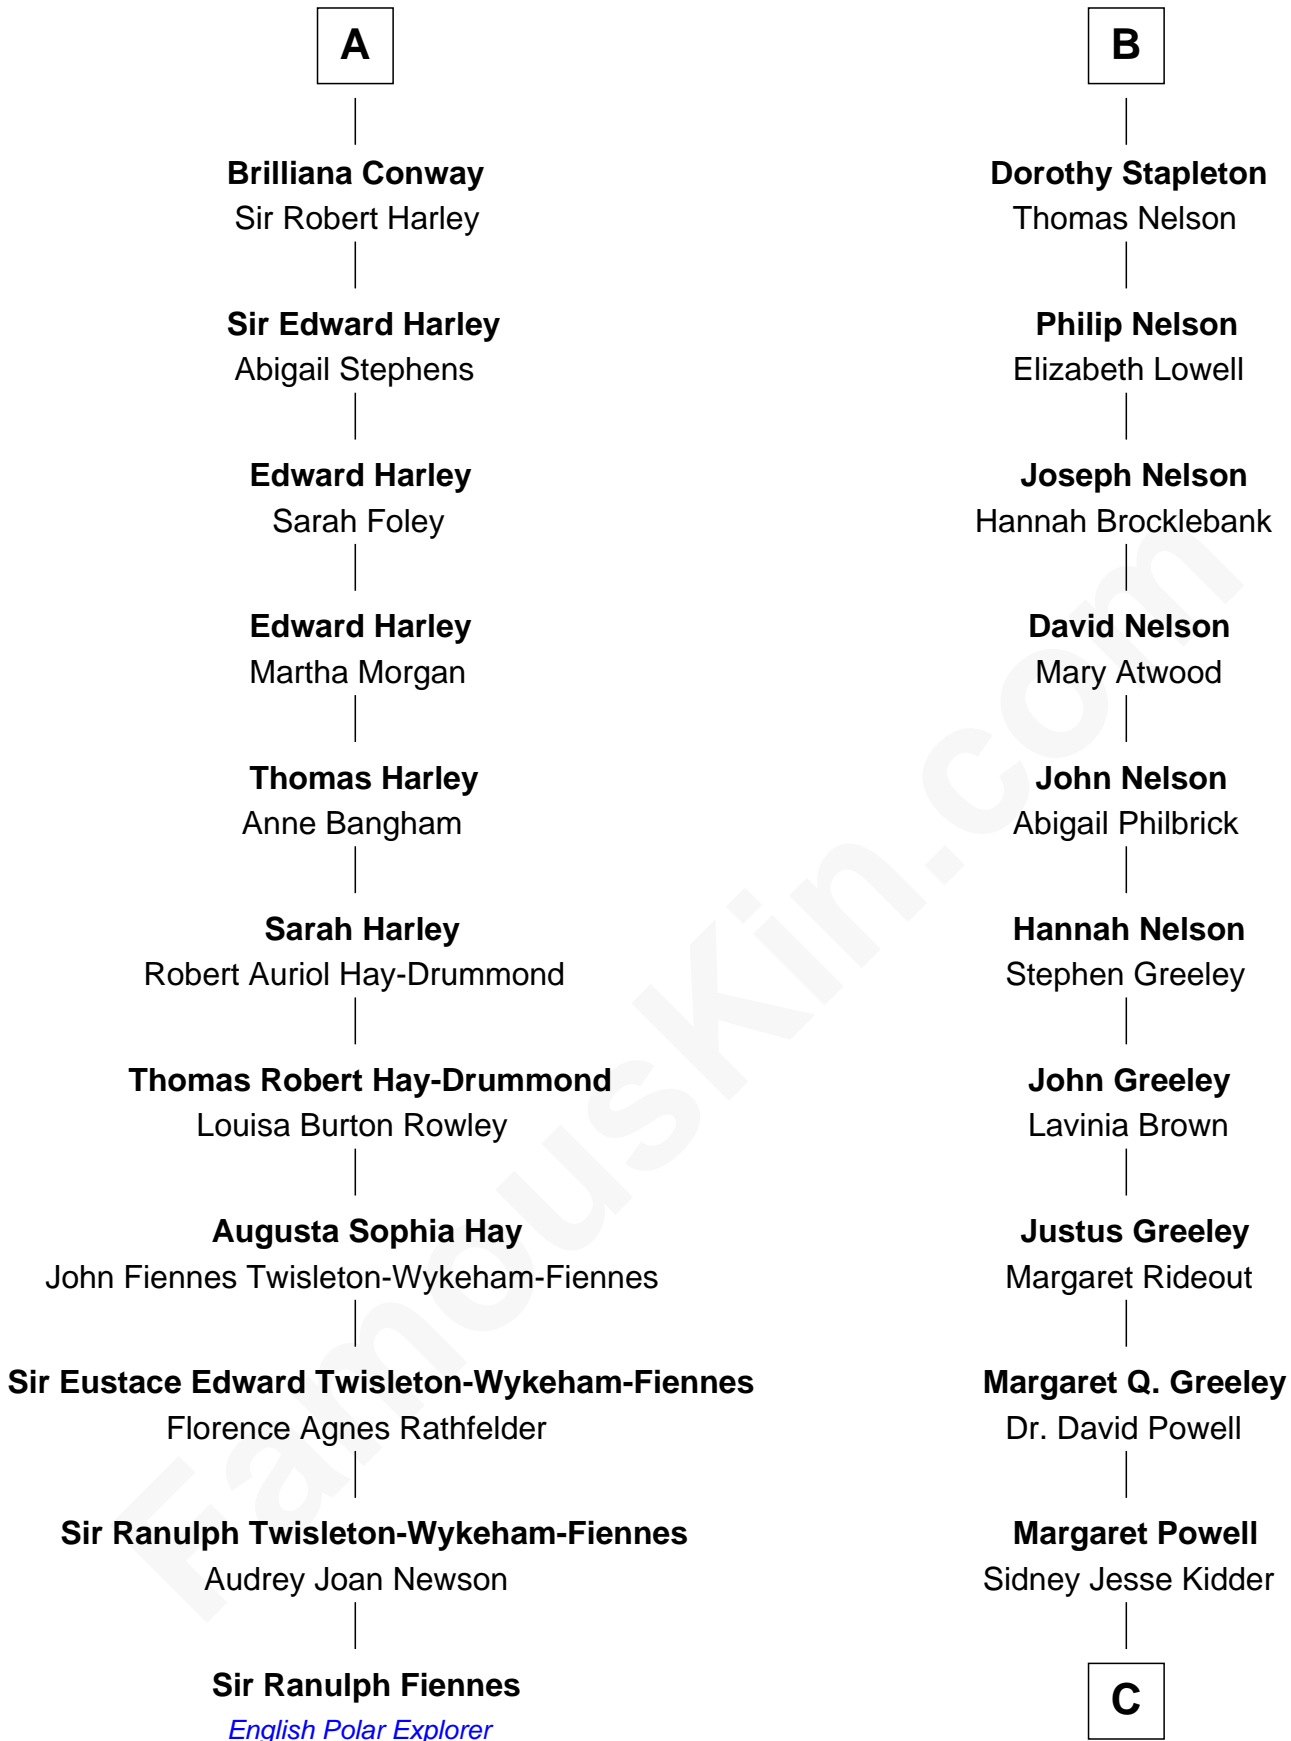 A
Brilliana Conway
Sir Robert Harley
Sir Edward Harley
Abigail Stephens
Edward Harley
Sarah Foley
Edward Harley
Martha Morgan
Thomas Harley
Anne Bangham
Sarah Harley
Robert Auriol Hay-Drummond
Thomas Robert Hay-Drummond
Louisa Burton Rowley
Augusta Sophia Hay
John Fiennes Twisleton-Wykeham-Fiennes
Sir Eustace Edward Twisleton-Wykeham-Fiennes
Florence Agnes Rathfelder
Sir Ranulph Twisleton-Wykeham-Fiennes
Audrey Joan Newson
Sir Ranulph Fiennes
English Polar Explorer
B
Dorothy Stapleton
Thomas Nelson
Philip Nelson
Elizabeth Lowell
Joseph Nelson
Hannah Brocklebank
David Nelson
Mary Atwood
John Nelson
Abigail Philbrick
Hannah Nelson
Stephen Greeley
John Greeley
Lavinia Brown
Justus Greeley
Margaret Rideout
Margaret Q. Greeley
Dr. David Powell
Margaret Powell
Sidney Jesse Kidder
C
FamousKin.com